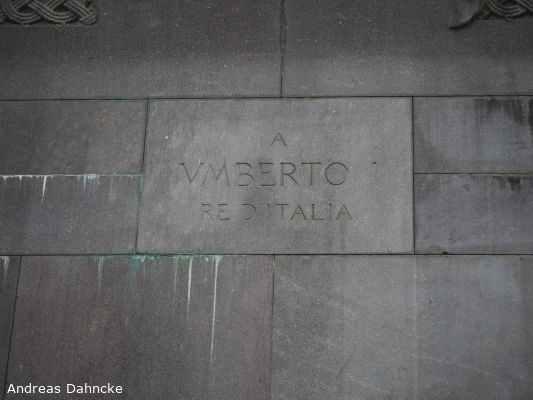 A
VMBERTO
RE D'ITALIA
Andreas Dahncke